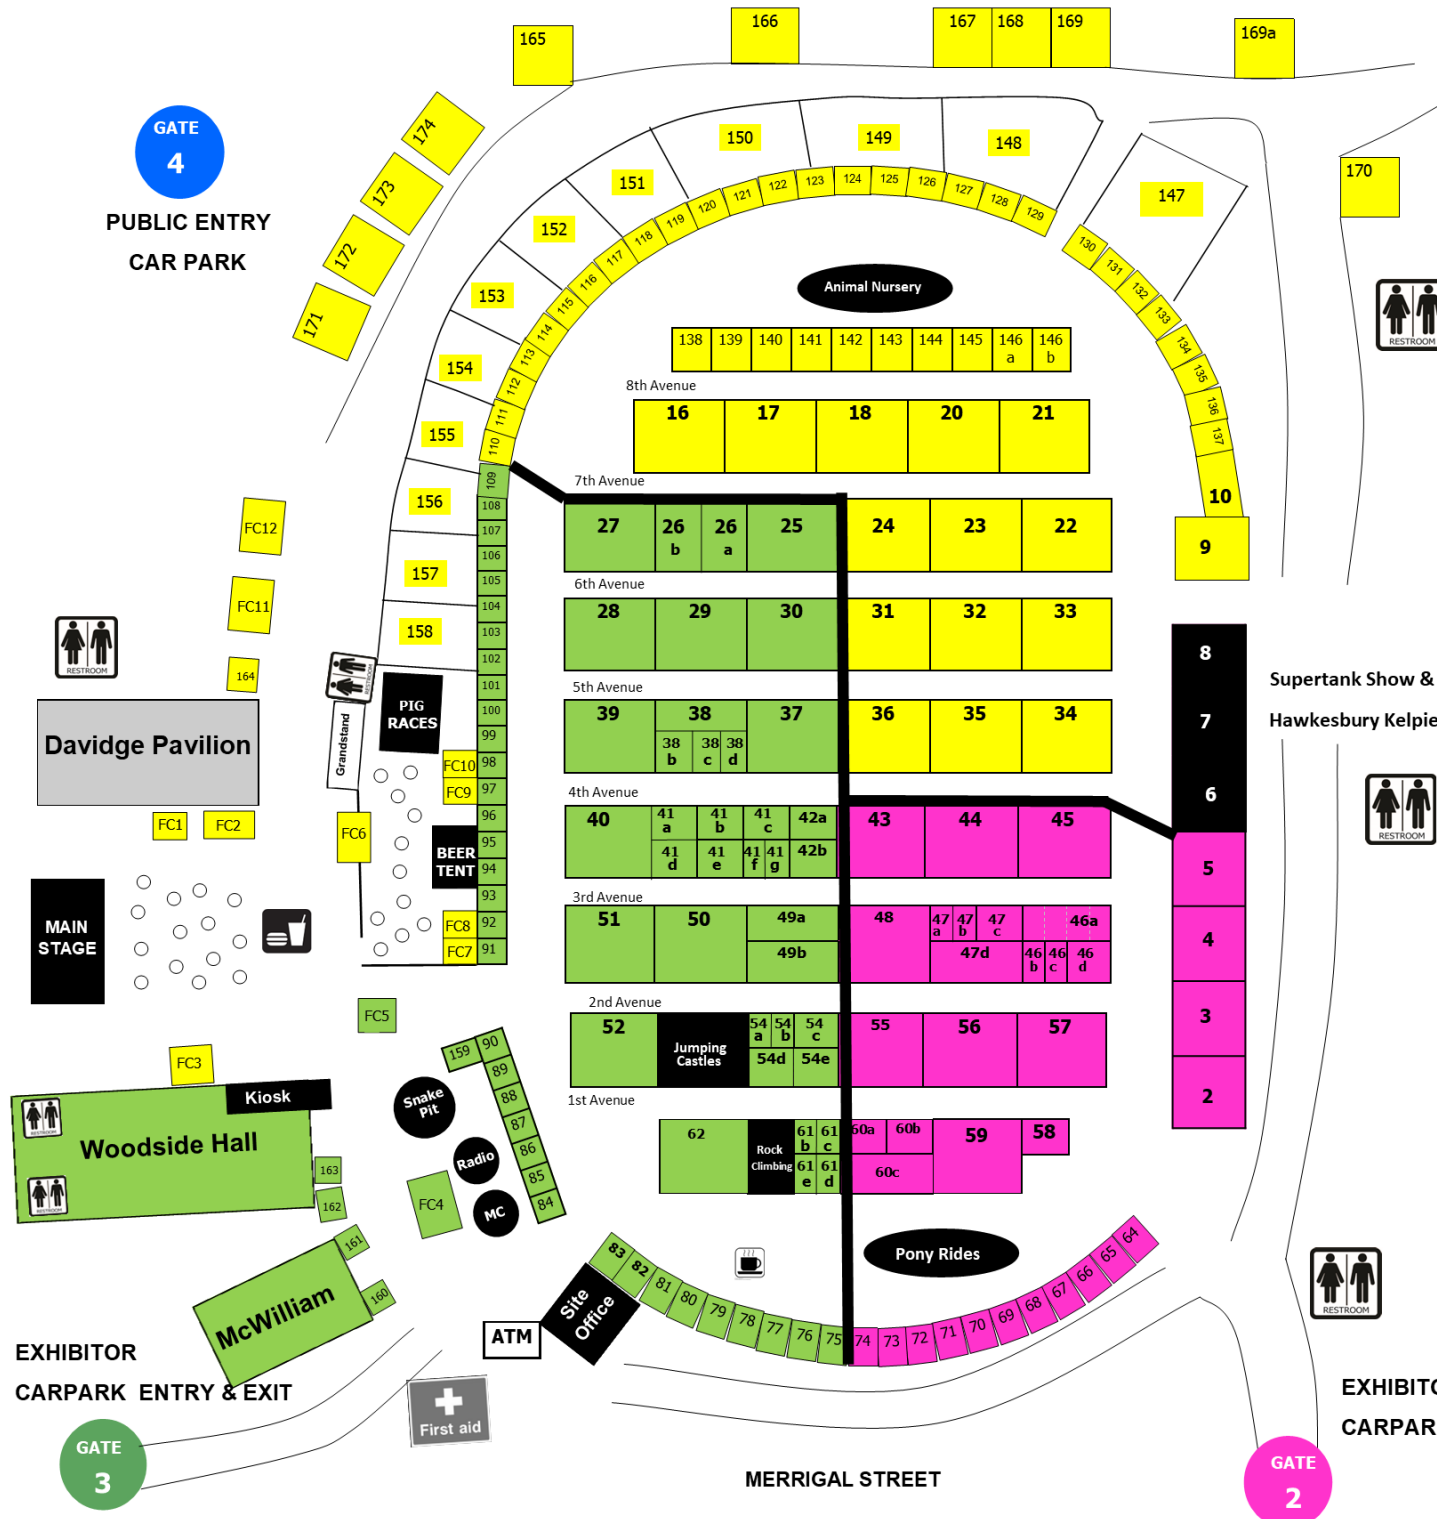 165
166
167
168
169
169a
170
GATE
4
PUBLIC ENTRY
CAR PARK
174
173
172
171
150
149
148
147
151
152
153
154
155
156
157
158
110
111
112
113
114
115
116
117
118
119
120
121
122
123
124
125
126
127
128
129
130
131
132
133
134
135
136
137
10
9
Animal Nursery
138
139
140
141
142
143
144
145
146
a
146
b
8th Avenue
16
17
18
20
21
7th Avenue
27
26
b
26
a
25
24
23
22
6th Avenue
28
29
30
31
32
33
5th Avenue
39
38
38
b
38
c
38
d
37
36
35
34
4th Avenue
40
41
a
41
b
41
c
42a
41
d
41
e
41
f
41
g
42b
43
44
45
3rd Avenue
51
50
49a
49b
48
47
a
47
b
47
c
47d
46a
46
b
46
c
46
d
2nd Avenue
52
Jumping
Castles
54
a
54
b
54
c
54d
54e
55
56
57
1st Avenue
62
Rock
Climbing
61
b
61
c
61
e
61
d
60a
60b
60c
59
58
8
7
6
5
4
3
2
Supertank Show &
Hawkesbury Kelpie
RESTROOM
RESTROOM
RESTROOM
109
108
107
106
105
104
103
102
101
100
99
98
97
96
95
94
93
92
91
FC12
FC11
164
RESTROOM
RESTROOM
Davidge Pavilion
Grandstand
PIG
RACES
FC10
FC9
FC1
FC2
FC6
BEER
TENT
FC8
FC7
MAIN
STAGE
FC5
FC3
Kiosk
Woodside Hall
163
162
161
160
McWilliam
159
90
89
88
87
86
85
84
Snake
Pit
Radio
MC
FC4
83
82
81
80
79
78
77
76
75
74
73
72
71
70
69
68
67
66
65
64
Pony Rides
Site
Office
ATM
First aid
EXHIBITOR
CARPARK ENTRY & EXIT
GATE
3
MERRIGAL STREET
EXHIBITO
CARPAR
GATE
2